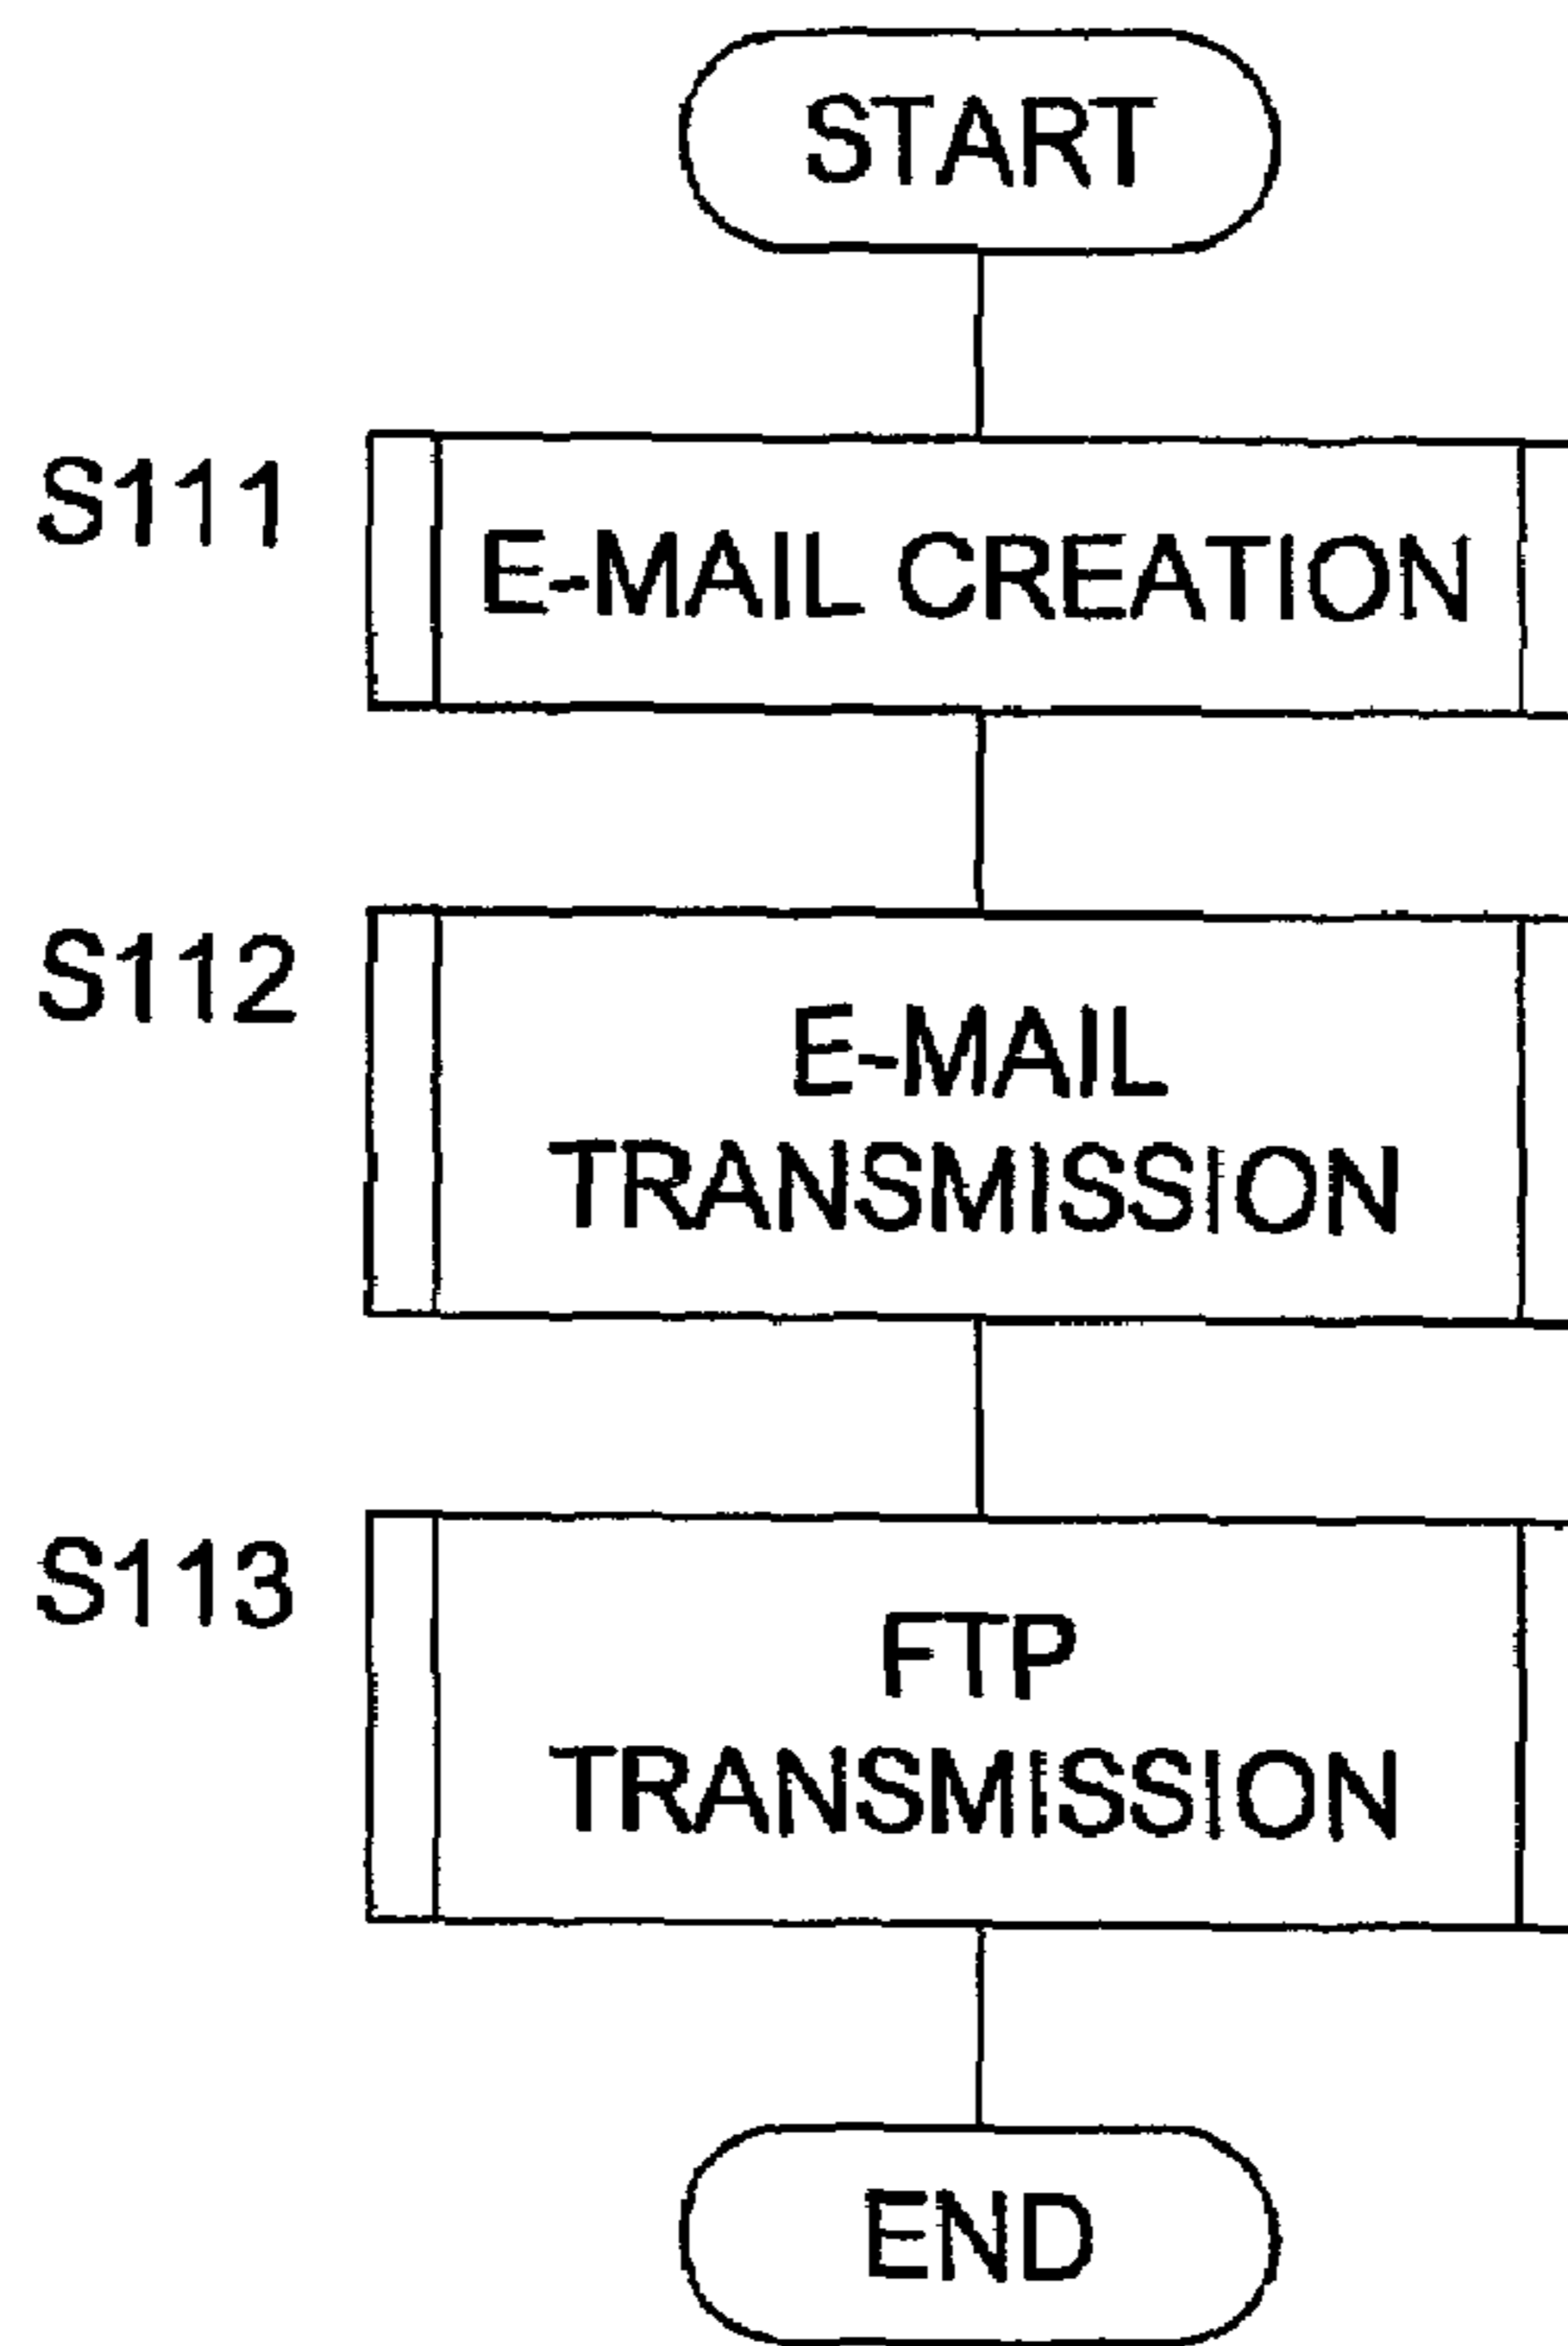 START
S111
E-MAIL CREATION
S112
E-MAIL
TRANSMISSION
S113
FTP
TRANSMISSION
END